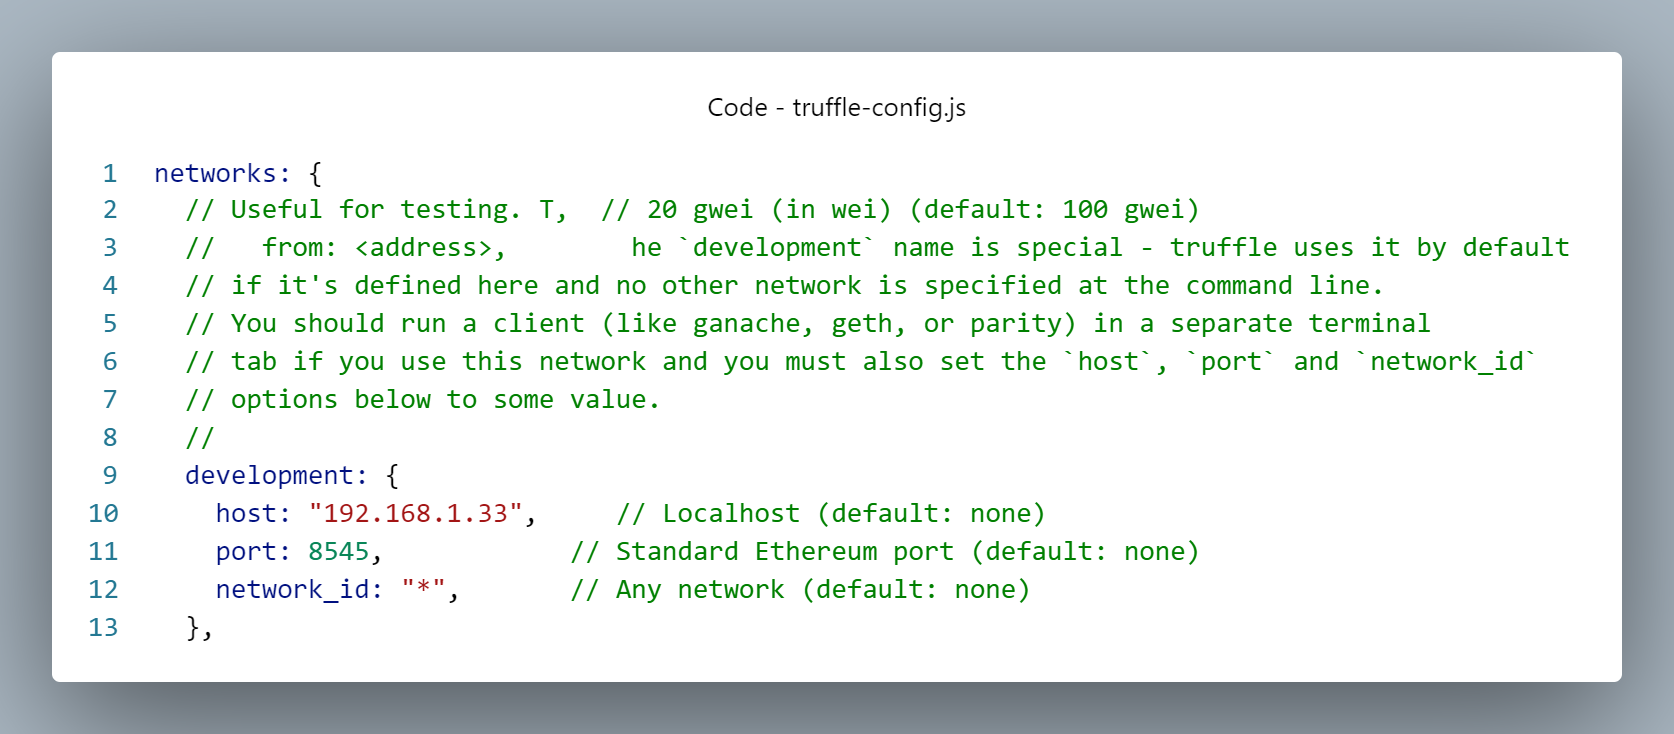 Code - truffle-config.js
1 networks: {
2 // Useful for testing. T,  // 20 gwei (in wei) (default: 100 gwei)
3 //   from: <address>,        he `development` name is special - truffle uses it by default
4 // if it's defined here and no other network is specified at the command line.
5 // You should run a client (like ganache, geth, or parity) in a separate terminal
6 // tab if you use this network and you must also set the `host`, `port` and `network_id`
7 // options below to some value.
8 //
9 development: {
10 host: "192.168.1.33",     // Localhost (default: none)
11 port: 8545,            // Standard Ethereum port (default: none)
12 network_id: "*",       // Any network (default: none)
13 },